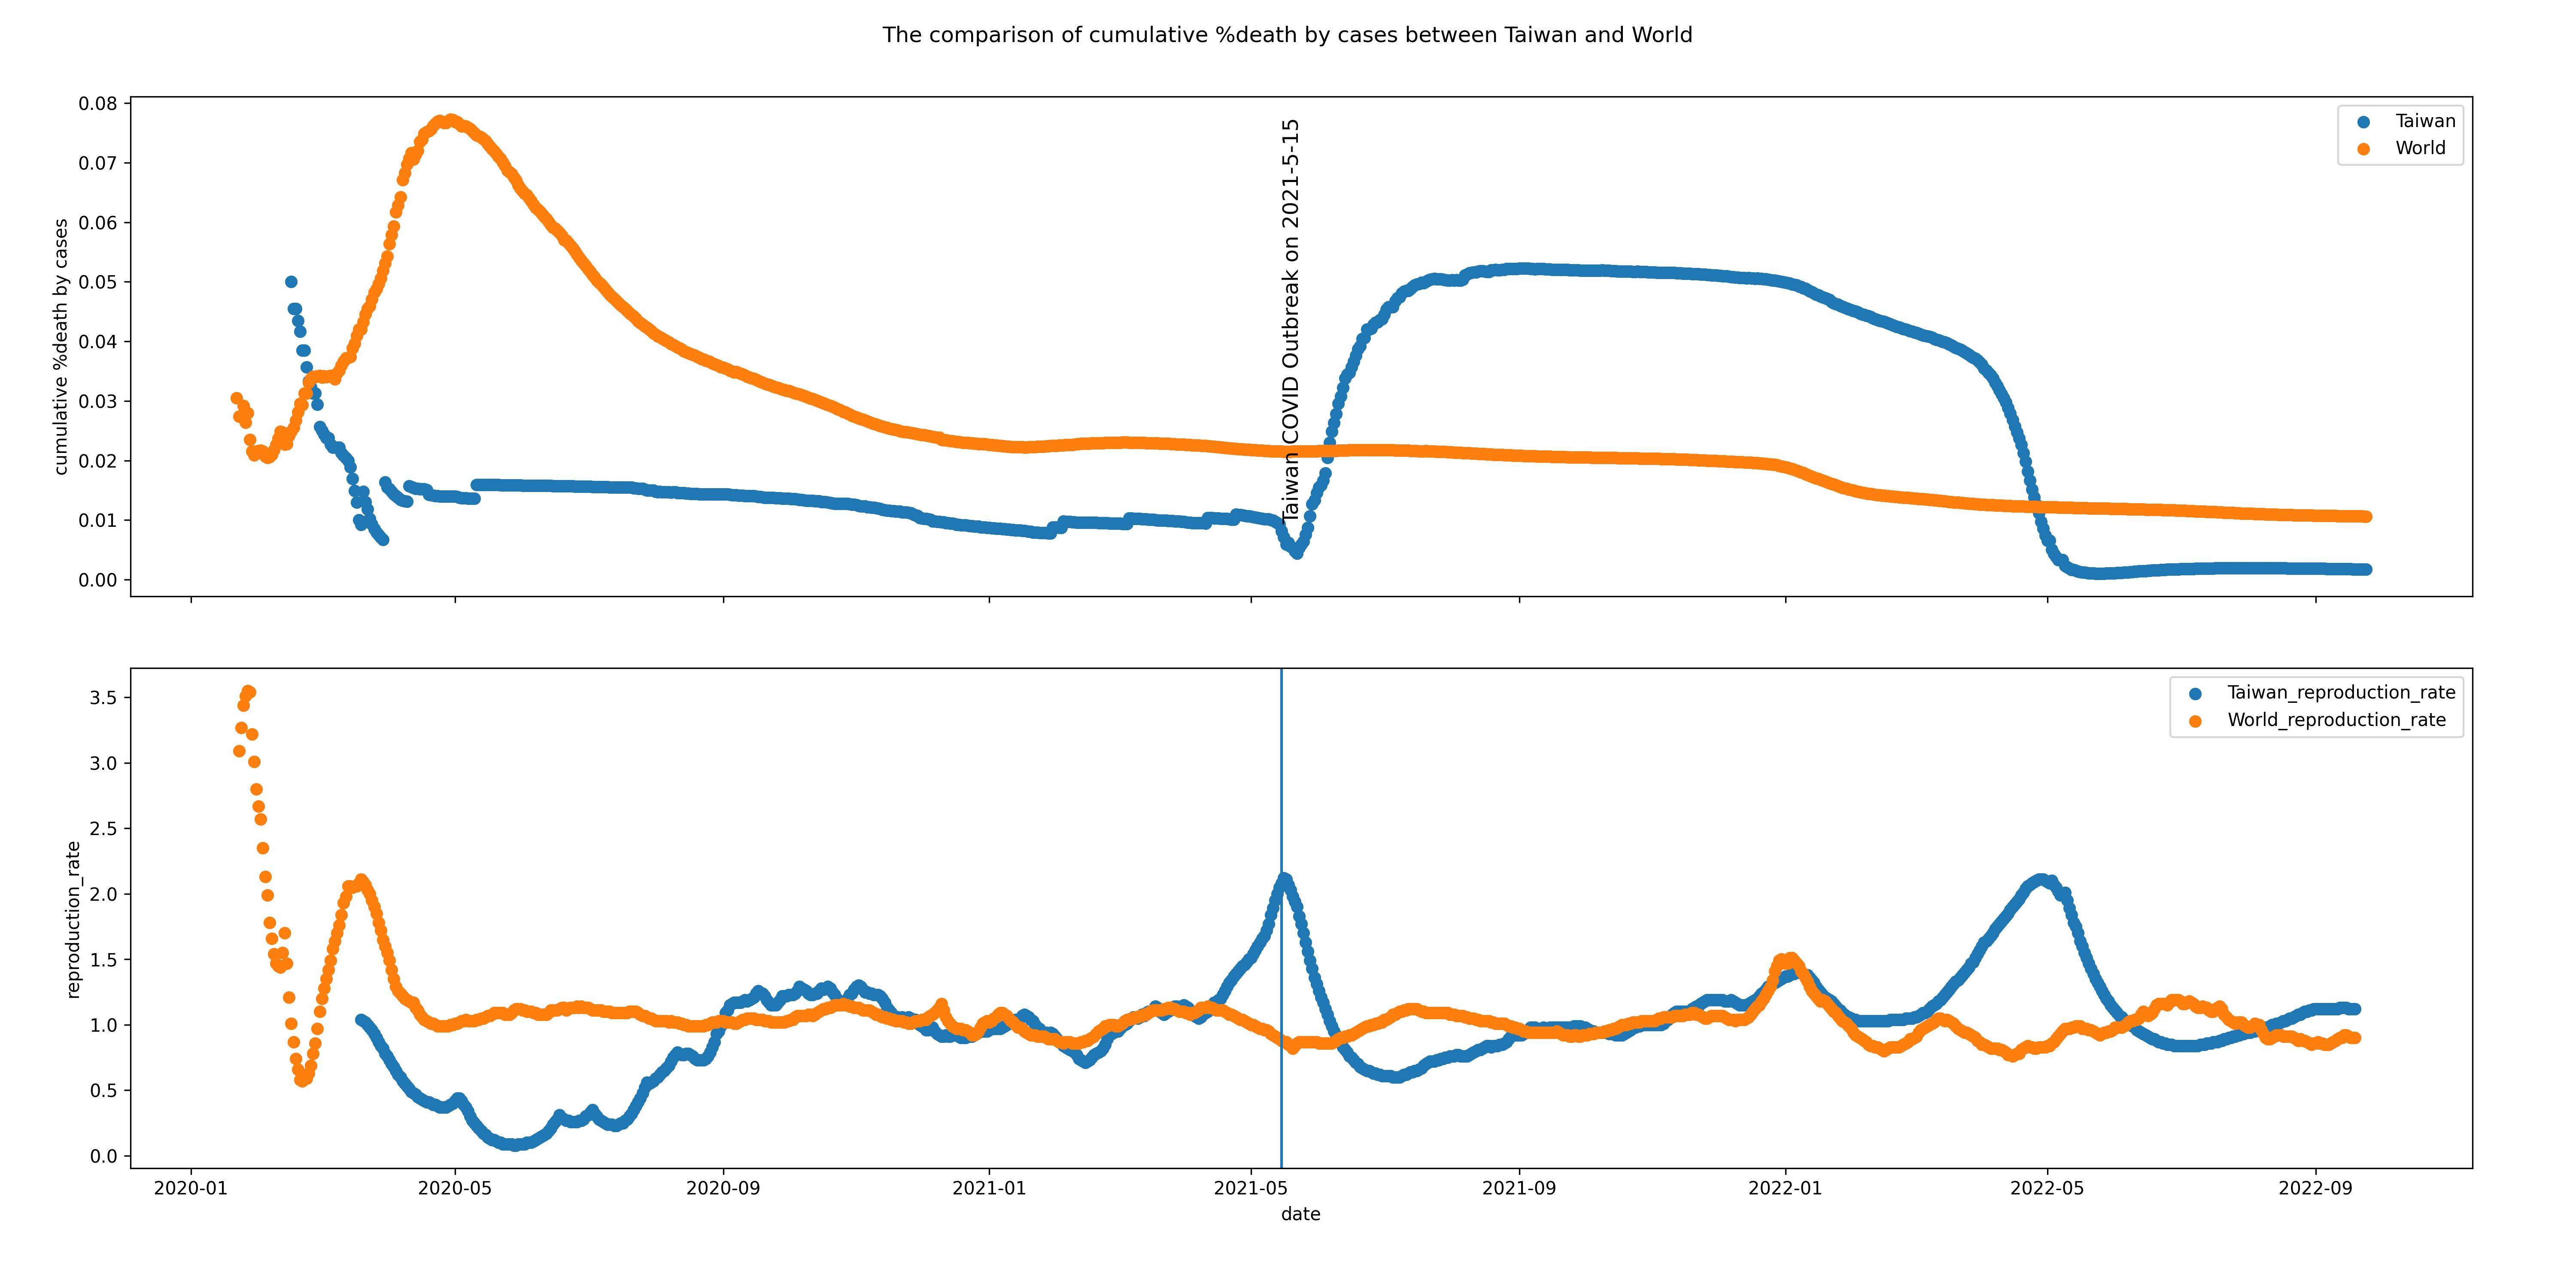 The comparison of cumulative %death by cases between Taiwan and World
0.08
0.07
0.06
0.05
0.04
0.03
0.02
0.01
0.00
cumulative %death by cases
Taiwan COVID Outbreak on 2021-5-15
Taiwan
World
3.5
3.0
2.5
2.0
1.5
1.0
0.5
0.0
reproduction_rate
Taiwan_reproduction_rate
World_reproduction_rate
2020-01
2020-05
2020-09
2021-01
2021-05
2021-09
2022-01
2022-05
2022-09
date